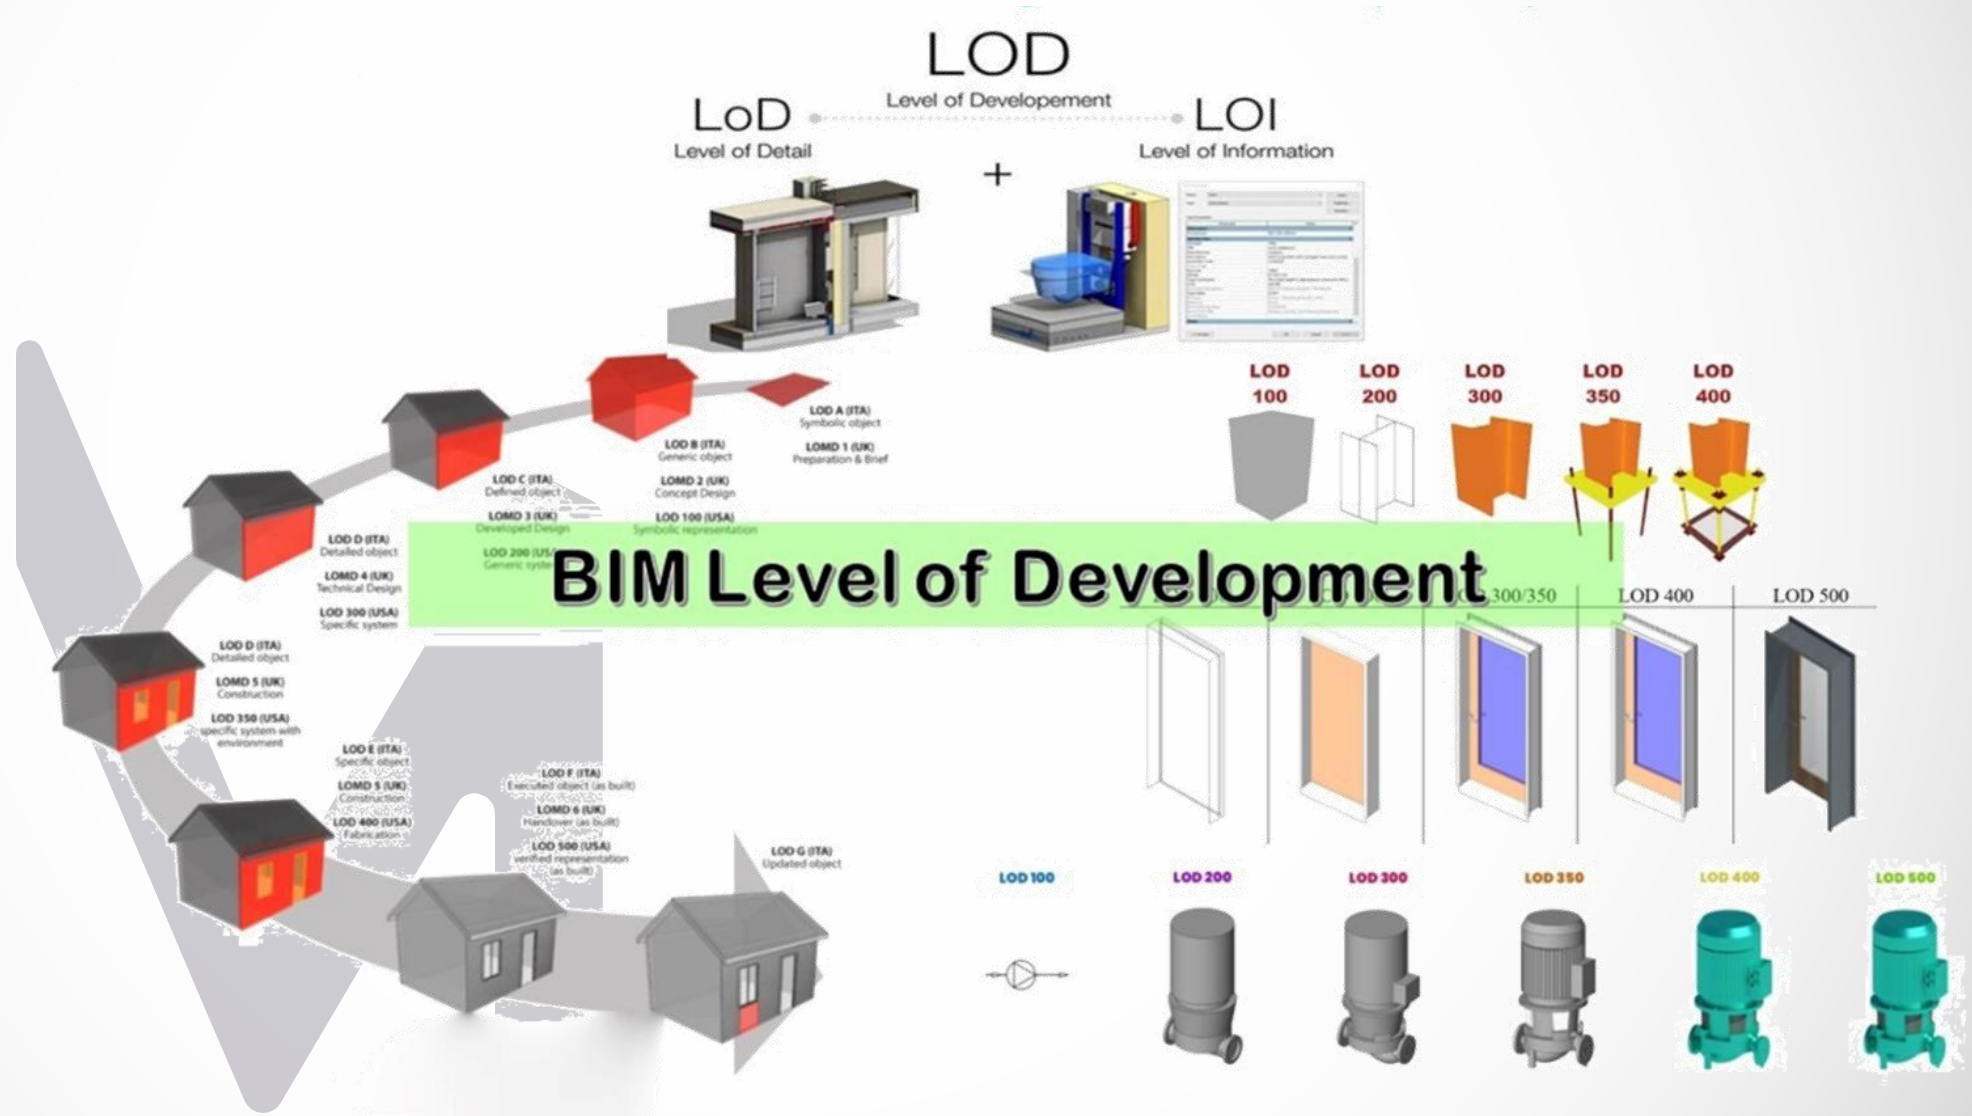 LOD
Level of Developement
LoD
Level of Detail
+
LOI
Level of Information
LOD A (ITA)
Symbolic object
LOMD 1 (UK)
Preparation & Brief
LOD B (ITA)
Generic object
LOMD 2 (UK)
Concept Design
LOD 100 (USA)
Symbolic representation
LOD C (ITA)
Defined object
LOMD 3 (UK)
Developed Design
LOD 200 (USA
Generic
LOD D (ITA)
Detailed object
LOMD 4 (UK)
Technical Design
LOD 300 (USA)
Specific system
BIM Level of Development
LOD D (ITA)
Detailed object
LOMD 5 (UK)
Construction
LOD 350 (USA)
specific system with
environment
LOD E (ITA)
Specific object
LOMD 5 (UK)
Construction
LOD 400 (USA)
Fabrication
LOD F (ITA)
Executed object (as built)
LOMD 6 (UK)
Handover (as built)
LOD 500 (USA)
verified representation
(as built)
LOD G (ITA)
Updated object
LOD 100
LOD 200
LOD 300
LOD 350
LOD 400
300/350
LOD 400
LOD 500
LOD 100
LOD 200
LOD 300
LOD 350
LOD 400
LOD 500